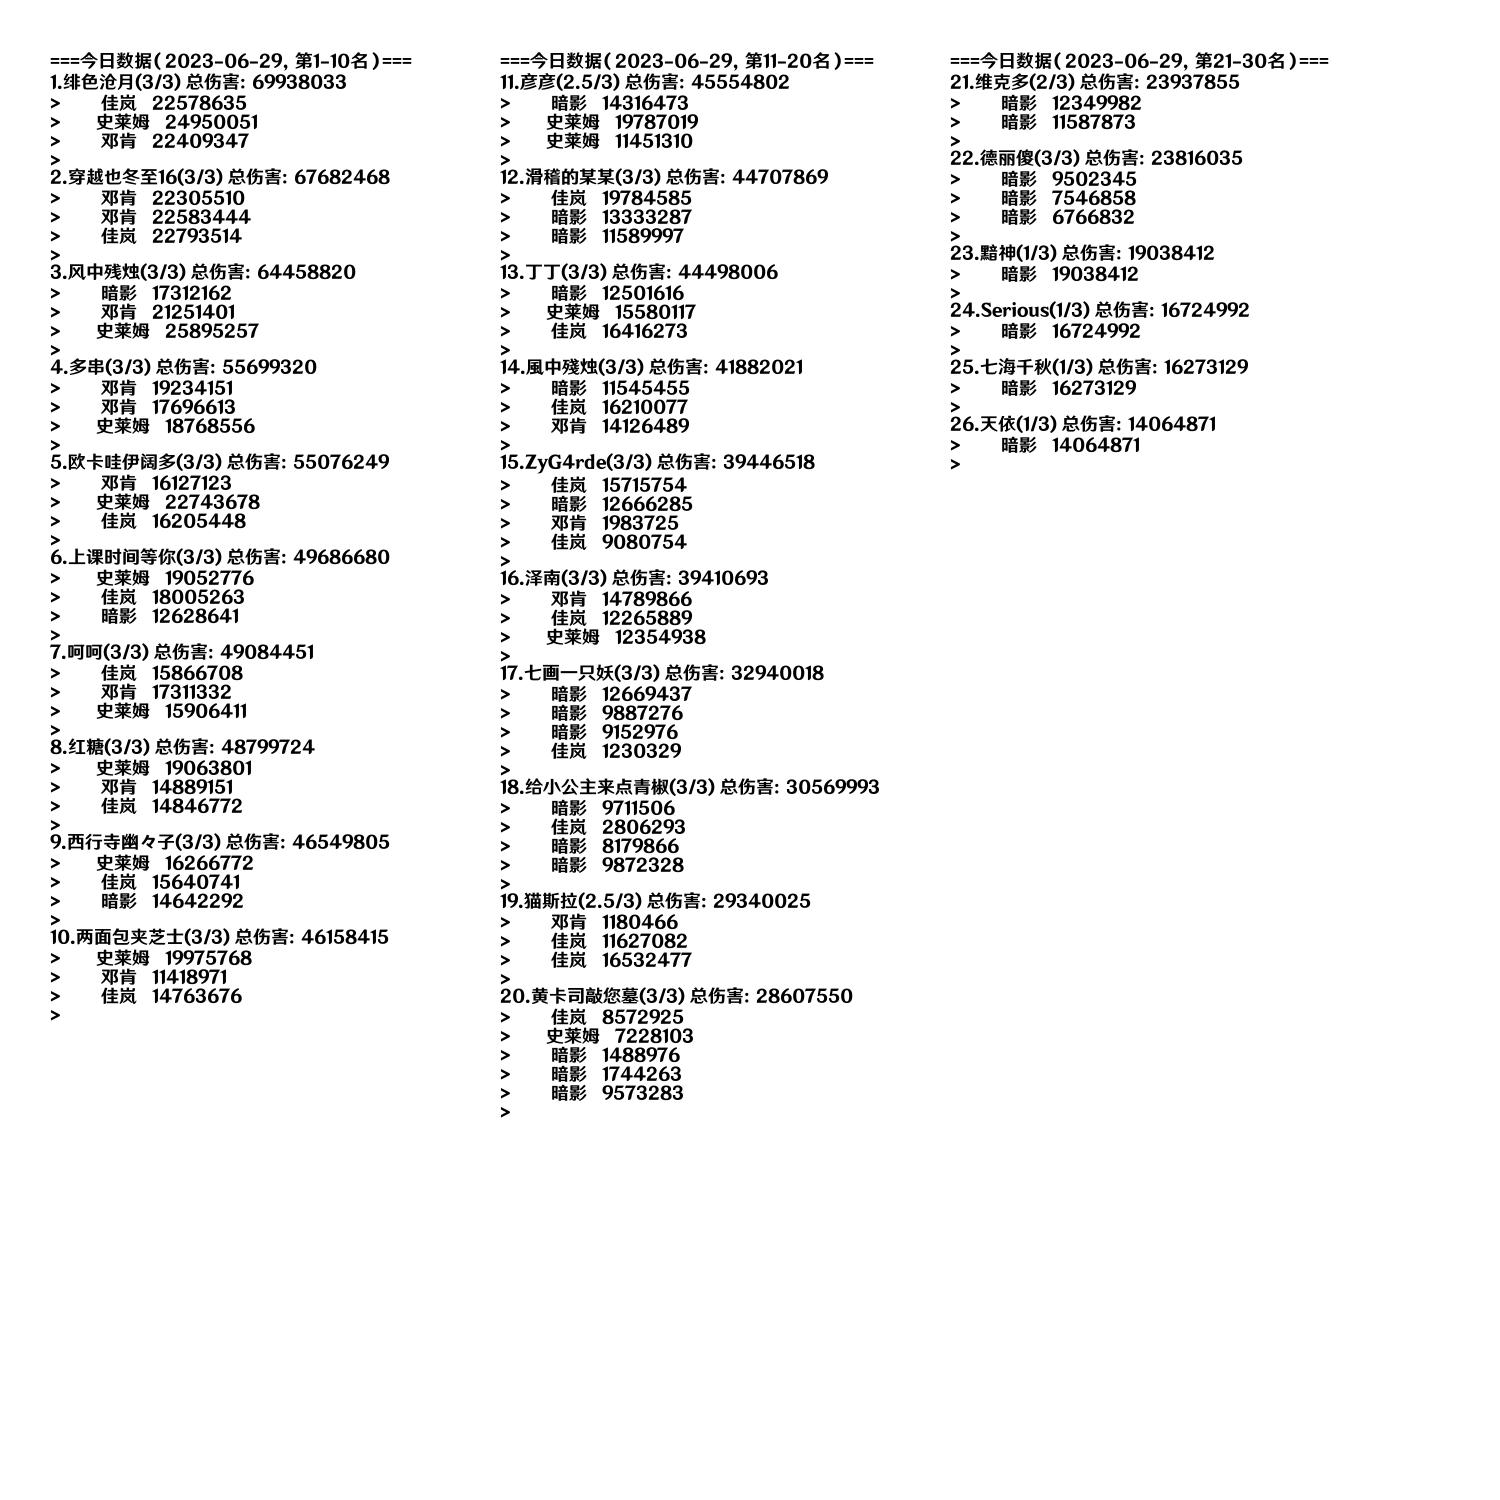 ===今日数据(2023-06-29, 第1-10名)===
1.绯色沧月(3/3) 总伤害: 69938033
> 佳岚 22578635
> 史莱姆 24950051
> 邓肯 22409347
>
2.穿越也冬至16(3/3) 总伤害: 67682468
> 邓肯 22305510
> 邓肯 22583444
> 佳岚 22793514
>
3.风中残烛(3/3) 总伤害: 64458820
> 暗影 17312162
> 邓肯 21251401
> 史莱姆 25895257
>
4.多串(3/3) 总伤害: 55699320
> 邓肯 19234151
> 邓肯 17696613
> 史莱姆 18768556
>
5.欧卡哇伊阔多(3/3) 总伤害: 55076249
> 邓肯 16127123
> 史莱姆 22743678
> 佳岚 16205448
>
6.上课时间等你(3/3) 总伤害: 49686680
> 史莱姆 19052776
> 佳岚 18005263
> 暗影 12628641
>
7.呵呵(3/3) 总伤害: 49084451
> 佳岚 15866708
> 邓肯 17311332
> 史莱姆 15906411
>
8.红糖(3/3) 总伤害: 48799724
> 史莱姆 19063801
> 邓肯 14889151
> 佳岚 14846772
>
9.西行寺幽々子(3/3) 总伤害: 46549805
> 史莱姆 16266772
> 佳岚 15640741
> 暗影 14642292
>
10.两面包夹芝士(3/3) 总伤害: 46158415
> 史莱姆 19975768
> 邓肯 11418971
> 佳岚 14763676
>
===今日数据(2023-06-29, 第11-20名)===
11.彦彦(2.5/3) 总伤害: 45554802
> 暗影 14316473
> 史莱姆 19787019
> 史莱姆 11451310
>
12.滑稽的某某(3/3) 总伤害: 44707869
> 佳岚 19784585
> 暗影 13333287
> 暗影 11589997
>
13.丁丁(3/3) 总伤害: 44498006
> 暗影 12501616
> 史莱姆 15580117
> 佳岚 16416273
>
14.風中殘烛(3/3) 总伤害: 41882021
> 暗影 11545455
> 佳岚 16210077
> 邓肯 14126489
>
15.ZyG4rde(3/3) 总伤害: 39446518
> 佳岚 15715754
> 暗影 12666285
> 邓肯 1983725
> 佳岚 9080754
>
16.泽南(3/3) 总伤害: 39410693
> 邓肯 14789866
> 佳岚 12265889
> 史莱姆 12354938
>
17.七画一只妖(3/3) 总伤害: 32940018
> 暗影 12669437
> 暗影 9887276
> 暗影 9152976
> 佳岚 1230329
>
18.给小公主来点青椒(3/3) 总伤害: 30569993
> 暗影 9711506
> 佳岚 2806293
> 暗影 8179866
> 暗影 9872328
>
19.猫斯拉(2.5/3) 总伤害: 29340025
> 邓肯 1180466
> 佳岚 11627082
> 佳岚 16532477
>
20.黄卡司敲您墓(3/3) 总伤害: 28607550
> 佳岚 8572925
> 史莱姆 7228103
> 暗影 1488976
> 暗影 1744263
> 暗影 9573283
>
===今日数据(2023-06-29, 第21-30名)===
21.维克多(2/3) 总伤害: 23937855
> 暗影 12349982
> 暗影 11587873
>
22.德丽傻(3/3) 总伤害: 23816035
> 暗影 9502345
> 暗影 7546858
> 暗影 6766832
>
23.黯神(1/3) 总伤害: 19038412
> 暗影 19038412
>
24.Serious(1/3) 总伤害: 16724992
> 暗影 16724992
>
25.七海千秋(1/3) 总伤害: 16273129
> 暗影 16273129
>
26.天依(1/3) 总伤害: 14064871
> 暗影 14064871
>